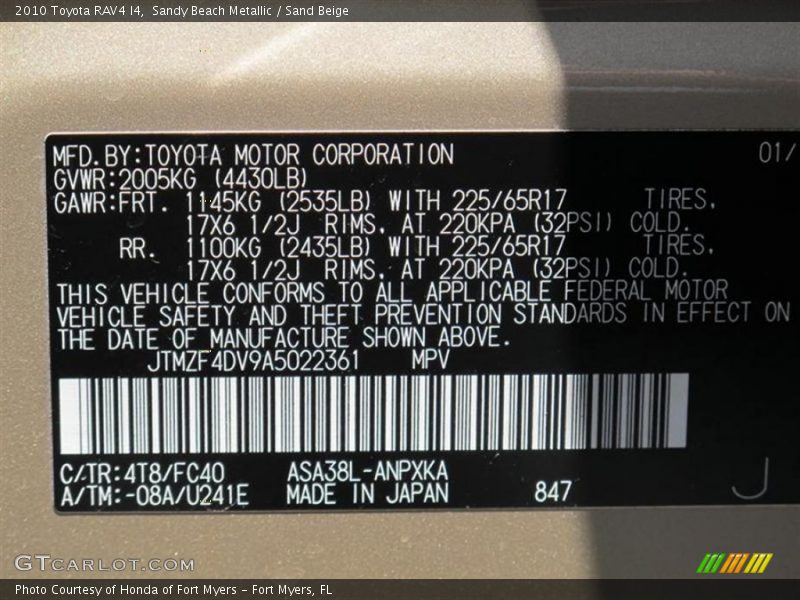 2010 Toyota RAV4 I4,  Sandy Beach Metallic / Sand Beige
MFD.BY:TOYOTA MOTOR CORPORATION 01/
GVWR:2005KG (4430LB)
GAWR:FRT. 1145KG (2535LB) WITH 225/65R17 TIRES,
17X6 1/2J RIMS, AT 220KPA (32PSI) COLD.
RR. 1100KG (2435LB) WITH 225/65R17 TIRES,
17X6 1/2J RIMS, AT 220KPA (32PSI) COLD.
THIS VEHICLE CONFORMS TO ALL APPLICABLE FEDERAL MOTOR
VEHICLE SAFETY AND THEFT PREVENTION STANDARDS IN EFFECT ON
THE DATE OF MANUFACTURE SHOWN ABOVE.
JTMZF4DV9A5022361 MPV
C/TR:4T8/FC40 ASA38L-ANPXKA
A/TM:-08A/U241E MADE IN JAPAN 847
J
GTCARLOT.COM
Photo Courtesy of Honda of Fort Myers – Fort Myers, FL